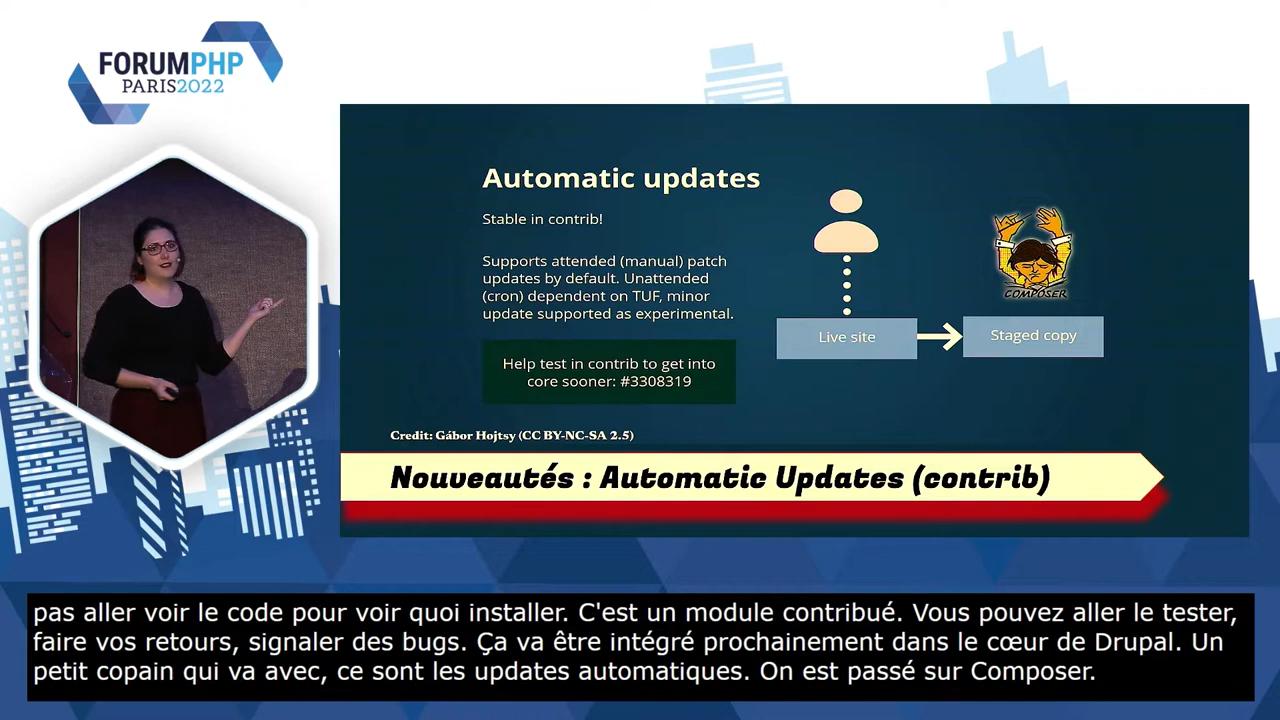 FORUMPHP
PARIS2022
Automatic updates
Stable in contrib!
Supports attended (manual) patch
updates by default. Unattended
(cron) dependent on TUF, minor
update supported as experimental.
Help test in contrib to get into
core sooner: #3308319
COMPOSER
Live site
Staged copy
Credit: Gábor Hojtsy (CC BY-NC-SA 2.5)
Nouveautés : Automatic Updates (contrib)
pas aller voir le code pour voir quoi installer. C'est un module contribué. Vous pouvez aller le tester,
faire vos retours, signaler des bugs. Ça va être intégré prochainement dans le cœur de Drupal. Un
petit copain qui va avec, ce sont les updates automatiques. On est passé sur Composer.